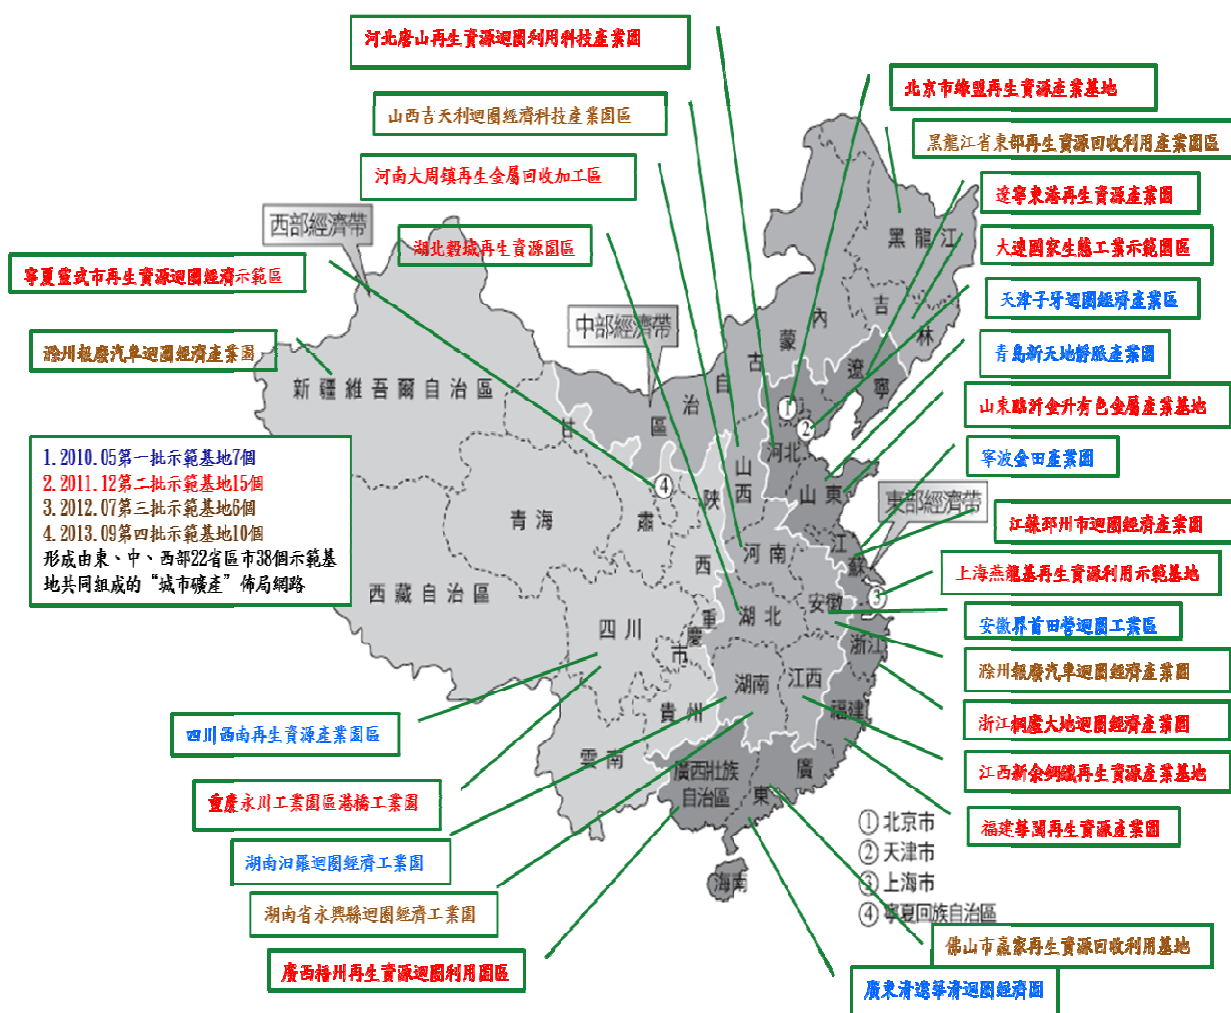 河北唐山再生資源迴圈利用科技產業園
北京市綠盟再生資源產業基地
山西吉天利迴圈經濟科技產業園區
黑龍江省東部再生資源回收利用產業園區
河南大周鎮再生金屬回收加工區
遼寧東港再生資源產業園
西部經濟帶
湖北穀城再生資源園區
黑龍江
大連國家生態工業示範園區
寧夏靈武市再生資源迴圈經濟示範區
天津子牙迴圈經濟產業區
中部經濟帶
內蒙古自治區
吉林
遼寧
滁州報廢汽車迴圈經濟產業園
青島新天地靜脈產業園
新疆維吾爾自治區
甘肅
山東臨沂金升有色金屬產業基地
①
②
河北
寧波金田產業園
1.2010.05第一批示範基地7個
2.2011.12第二批示範基地15個
3.2012.07第三批示範基地6個
4.2013.09第四批示範基地10個
形成由東、中、西部22省區市38個示範基
地共同組成的“城市礦產”佈局網路
山西
④
陝西
山東
東部經濟帶
青海
江蘇邳州市迴圈經濟產業園
河南
江蘇
上海燕龍基再生資源利用示範基地
西藏自治區
③
安徽
湖北
四川
重慶市
安徽界首田營迴圈工業區
浙江
滁州報廢汽車迴圈經濟產業園
湖南
江西
貴州
福建
浙江桐廬大地迴圈經濟產業園
四川西南再生資源產業園區
雲南
廣西壯族
自治區
廣東
江西新余鋼鐵再生資源產業基地
重慶永川工業園區港橋工業園
①北京市
②天津市
③上海市
④寧夏回族自治區
福建華閩再生資源產業園
湖南汨羅迴圈經濟工業園
海南
湖南省永興縣迴圈經濟工業園
佛山市贏家再生資源回收利用基地
廣西梧州再生資源迴圈利用園區
廣東清遠華清迴圈經濟園